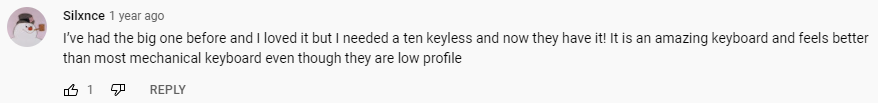 Silxnce 1 year ago
I've had the big one before and I loved it but I needed a ten keyless and now they have it! It is an amazing keyboard and feels better
than most mechanical keyboard even though they are low profile
1 REPLY